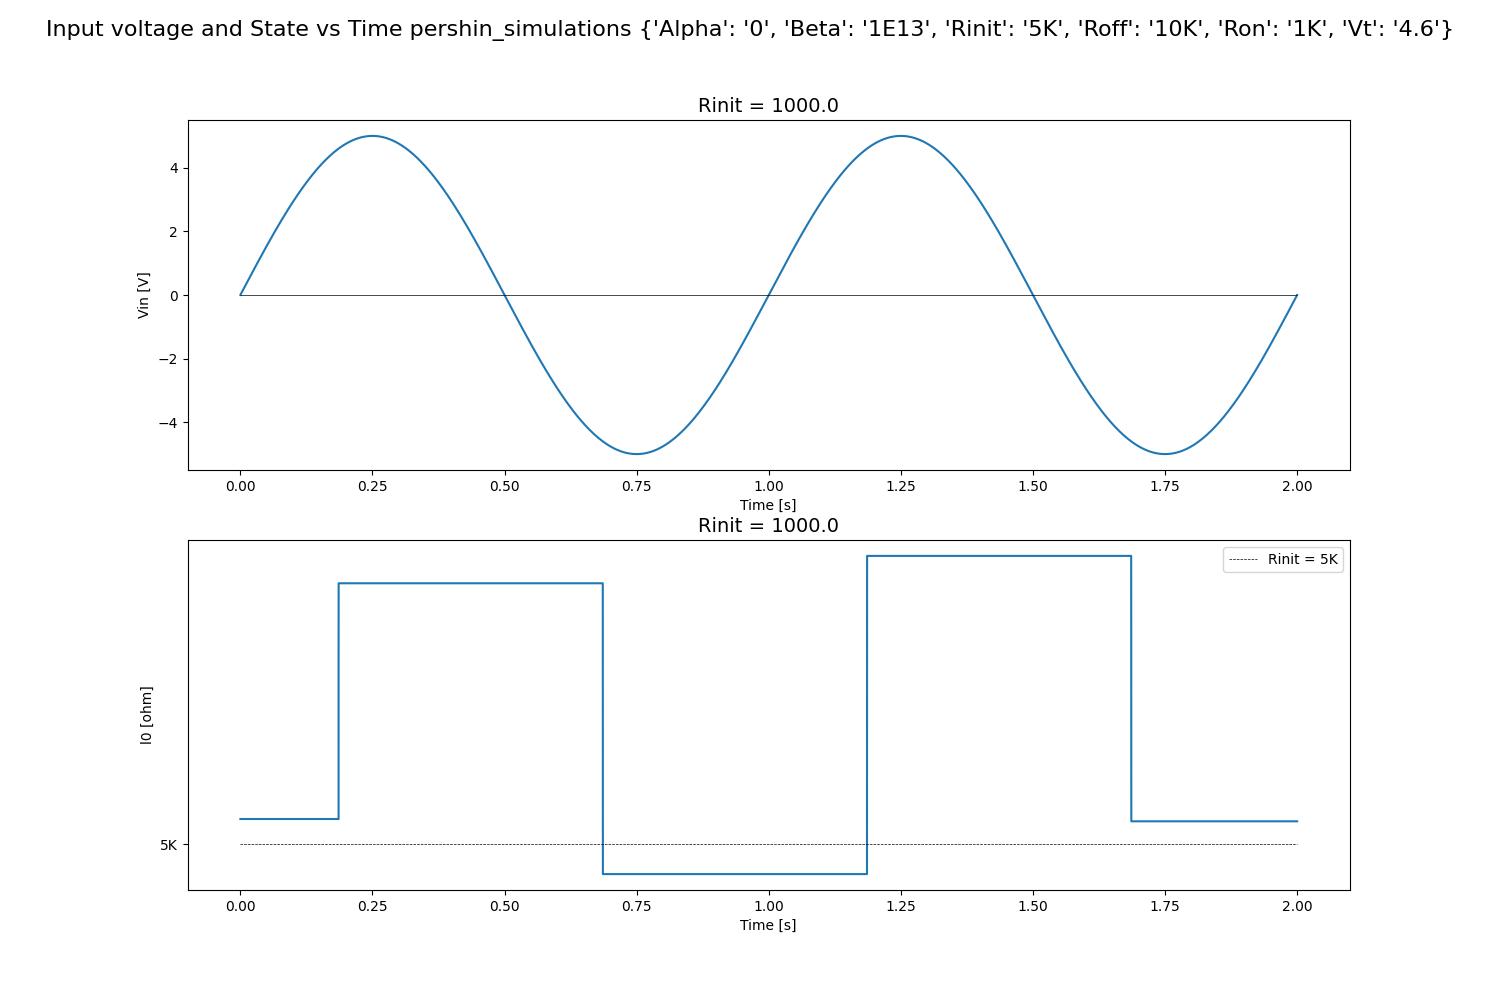 Input voltage and State vs Time pershin_simulations {'Alpha': '0', 'Beta': '1E13', 'Rinit': '5K', 'Roff': '10K', 'Ron': '1K', 'Vt': '4.6'}
Rinit = 1000.0
4
2
0
−2
−4
Vin [V]
0.00 0.25 0.50 0.75 1.00 1.25 1.50 1.75 2.00
Time [s]
Rinit = 1000.0
Rinit = 5K
l0 [ohm]
5K
0.00 0.25 0.50 0.75 1.00 1.25 1.50 1.75 2.00
Time [s]